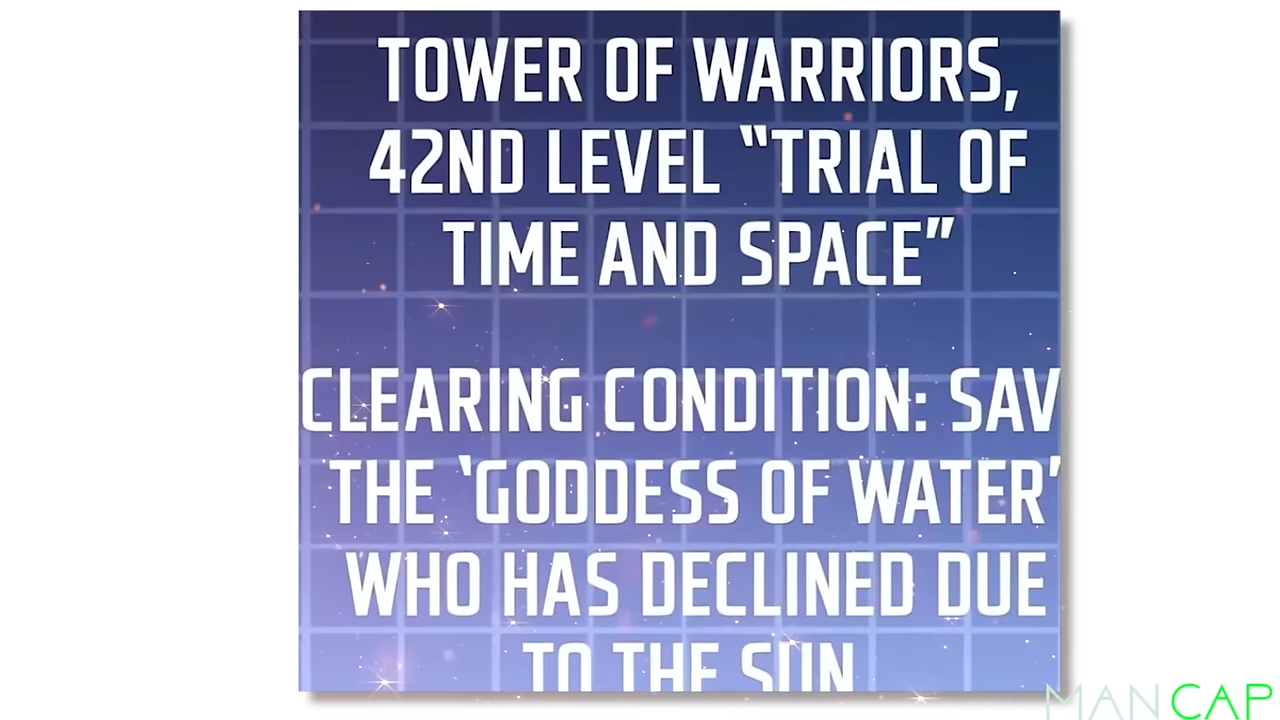 TOWER OF WARRIORS,
42ND LEVEL “TRIAL OF
TIME AND SPACE”
CLEARING CONDITION: SAV
THE ‘GODDESS OF WATER’
WHO HAS DECLINED DUE
TO THE SUN
MANCAP